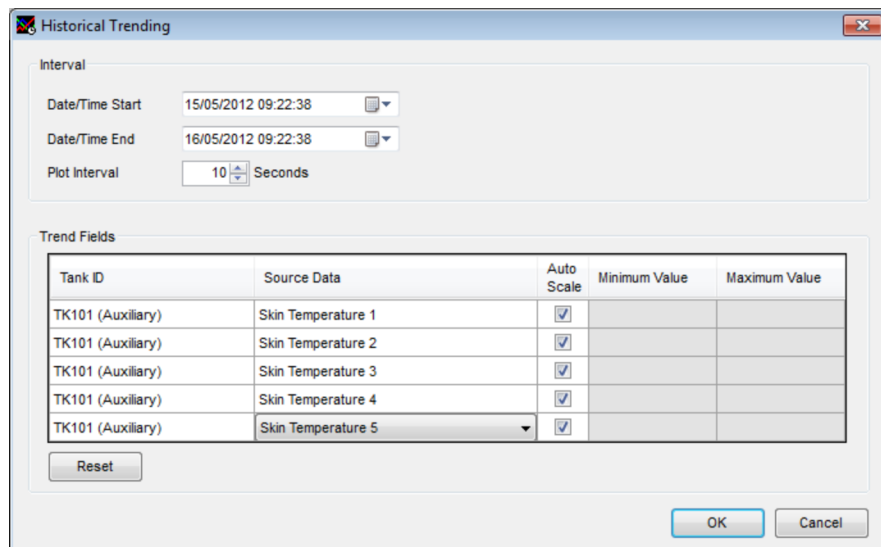 Historical Trending
Interval
Date/Time Start 15/05/2012 09:22:38
Date/Time End 16/05/2012 09:22:38
Plot Interval 10 Seconds
Trend Fields
Tank ID Source Data Auto Scale Minimum Value Maximum Value
TK101 (Auxiliary) Skin Temperature 1
TK101 (Auxiliary) Skin Temperature 2
TK101 (Auxiliary) Skin Temperature 3
TK101 (Auxiliary) Skin Temperature 4
TK101 (Auxiliary) Skin Temperature 5
Reset
OK Cancel